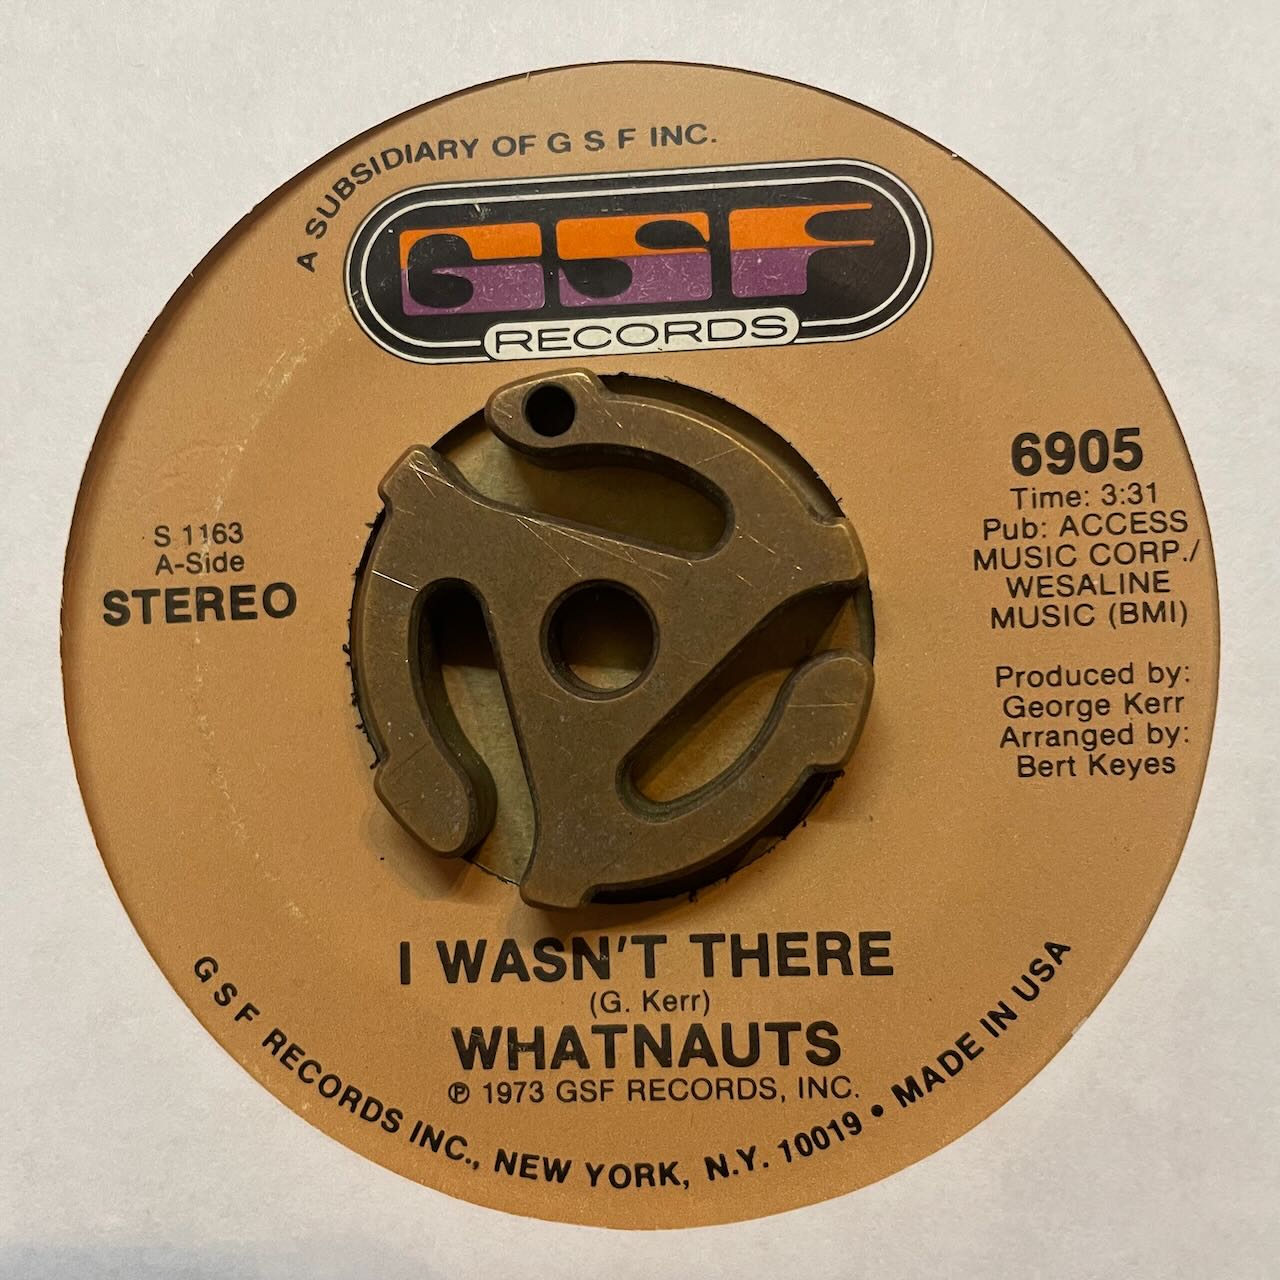 A SUBSIDIARY OF G S F INC.
GSF
RECORDS
S 1163
A-Side
STEREO
6905
Time: 3:31
Pub: ACCESS
MUSIC CORP./
WESALINE
MUSIC (BMI)
Produced by:
George Kerr
Arranged by:
Bert Keyes
I WASN'T THERE
(G. Kerr)
WHATNAUTS
℗ 1973 GSF RECORDS, INC.
G S F RECORDS INC., NEW YORK, N.Y. 10019 • MADE IN USA